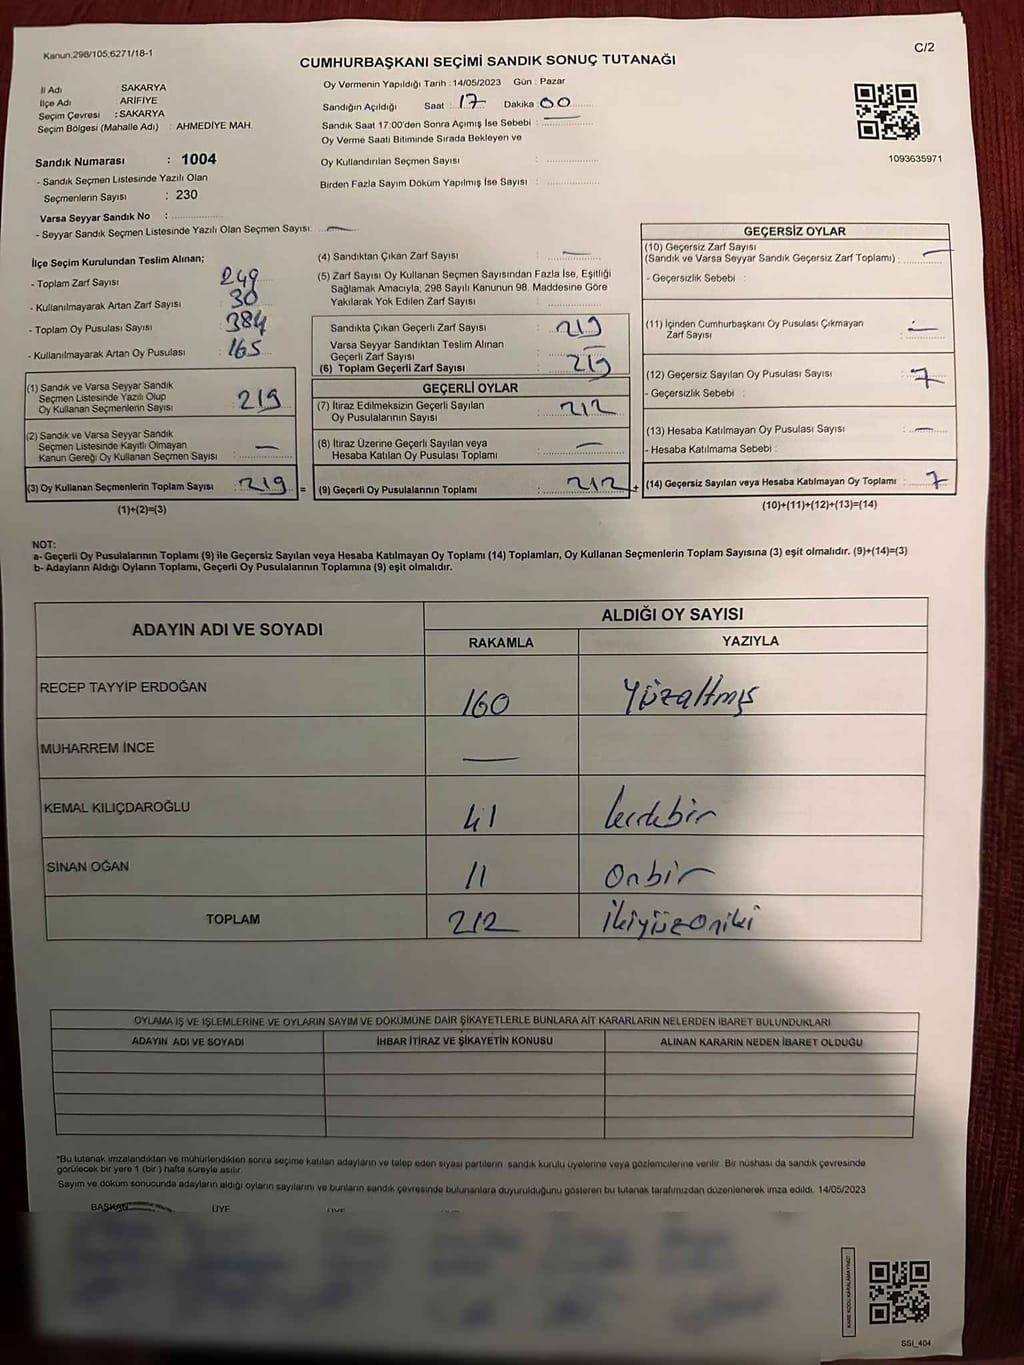 Kanun:298/105;6271/18-1
C/2
CUMHURBAŞKANI SEÇİMİ SANDIK SONUÇ TUTANAĞI
İl Adı SAKARYA
İlçe Adı ARİFİYE
Seçim Çevresi : SAKARYA
Seçim Bölgesi (Mahalle Adı) : AHMEDİYE MAH.
Oy Vermenin Yapıldığı Tarih : 14/05/2023 Gün : Pazar
Sandığın Açıldığı Saat : 17 Dakika : 00
Sandık Saat 17:00'den Sonra Açımış İse Sebebi :
Oy Verme Saati Bitiminde Sırada Bekleyen ve
Oy Kullandırılan Seçmen Sayısı :
Birden Fazla Sayım Döküm Yapılmış İse Sayısı :
1093635971
Sandık Numarası : 1004
- Sandık Seçmen Listesinde Yazılı Olan
Seçmenlerin Sayısı : 230
Varsa Seyyar Sandık No :
- Seyyar Sandık Seçmen Listesinde Yazılı Olan Seçmen Sayısı: —
İlçe Seçim Kurulundan Teslim Alınan;
- Toplam Zarf Sayısı 249
- Kullanılmayarak Artan Zarf Sayısı 30
- Toplam Oy Pusulası Sayısı : 384
- Kullanılmayarak Artan Oy Pusulası : 165
(1) Sandık ve Varsa Seyyar Sandık
Seçmen Listesinde Yazılı Olup
Oy Kullanan Seçmenlerin Sayısı : 219
(2) Sandık ve Varsa Seyyar Sandık
Seçmen Listesinde Kayıtlı Olmayan
Kanun Gereği Oy Kullanan Seçmen Sayısı : —
(3) Oy Kullanan Seçmenlerin Toplam Sayısı : 219 =
(1)+(2)=(3)
(4) Sandıktan Çıkan Zarf Sayısı : —
(5) Zarf Sayısı Oy Kullanan Seçmen Sayısından Fazla İse, Eşitliği
Sağlamak Amacıyla, 298 Sayılı Kanunun 98. Maddesine Göre
Yakılarak Yok Edilen Zarf Sayısı :
Sandıkta Çıkan Geçerli Zarf Sayısı : 219
Varsa Seyyar Sandıktan Teslim Alınan
Geçerli Zarf Sayısı : —
(6) Toplam Geçerli Zarf Sayısı : 219
GEÇERLİ OYLAR
(7) İtiraz Edilmeksizin Geçerli Sayılan
Oy Pusulalarının Sayısı : 212
(8) İtiraz Üzerine Geçerli Sayılan veya
Hesaba Katılan Oy Pusulası Toplamı : —
(9) Geçerli Oy Pusulalarının Toplamı : 212 +
GEÇERSİZ OYLAR
(10) Geçersiz Zarf Sayısı
(Sandık ve Varsa Seyyar Sandık Geçersiz Zarf Toplamı) : —
- Geçersizlik Sebebi :
(11) İçinden Cumhurbaşkanı Oy Pusulası Çıkmayan
Zarf Sayısı : —
(12) Geçersiz Sayılan Oy Pusulası Sayısı : 7
- Geçersizlik Sebebi :
(13) Hesaba Katılmayan Oy Pusulası Sayısı : —
- Hesaba Katılmama Sebebi :
(14) Geçersiz Sayılan veya Hesaba Katılmayan Oy Toplamı : 7
(10)+(11)+(12)+(13)=(14)
NOT:
a- Geçerli Oy Pusulalarının Toplamı (9) ile Geçersiz Sayılan veya Hesaba Katılmayan Oy Toplamı (14) Toplamları, Oy Kullanan Seçmenlerin Toplam Sayısına (3) eşit olmalıdır. (9)+(14)=(3)
b- Adayların Aldığı Oyların Toplamı, Geçerli Oy Pusulalarının Toplamına (9) eşit olmalıdır.
ADAYIN ADI VE SOYADI
ALDIĞI OY SAYISI
RAKAMLA YAZIYLA
RECEP TAYYİP ERDOĞAN 160 Yüzaltmış
MUHARREM İNCE —
KEMAL KILIÇDAROĞLU 41
SİNAN OĞAN 11 Onbir
TOPLAM 212 İkiyüzoniki
OYLAMA İŞ VE İŞLEMLERİNE VE OYLARIN SAYIM VE DÖKÜMÜNE DAİR ŞİKAYETLERLE BUNLARA AİT KARARLARIN NELERDEN İBARET BULUNDUKLARI
ADAYIN ADI VE SOYADI İHBAR İTİRAZ VE ŞİKAYETİN KONUSU ALINAN KARARIN NEDEN İBARET OLDUĞU
*Bu tutanak imzalandıktan ve mühürlendikten sonra seçime katılan adayların ve talep eden siyasi partilerin sandık kurulu üyelerine veya gözlemcilerine verilir. Bir nüshası da sandık çevresinde
görülecek bir yere 1 (bir ) hafta süreyle asılır.
Sayım ve döküm sonucunda adayların aldığı oyların sayılarını ve bunların sandık çevresinde bulunanlara duyurulduğunu gösteren bu tutanak tarafımızdan düzenlenerek imza edildi. 14/05/2023
BAŞKAN ÜYE ÜYE
KARE KODU KARALAMAYINIZ!
SSI_404